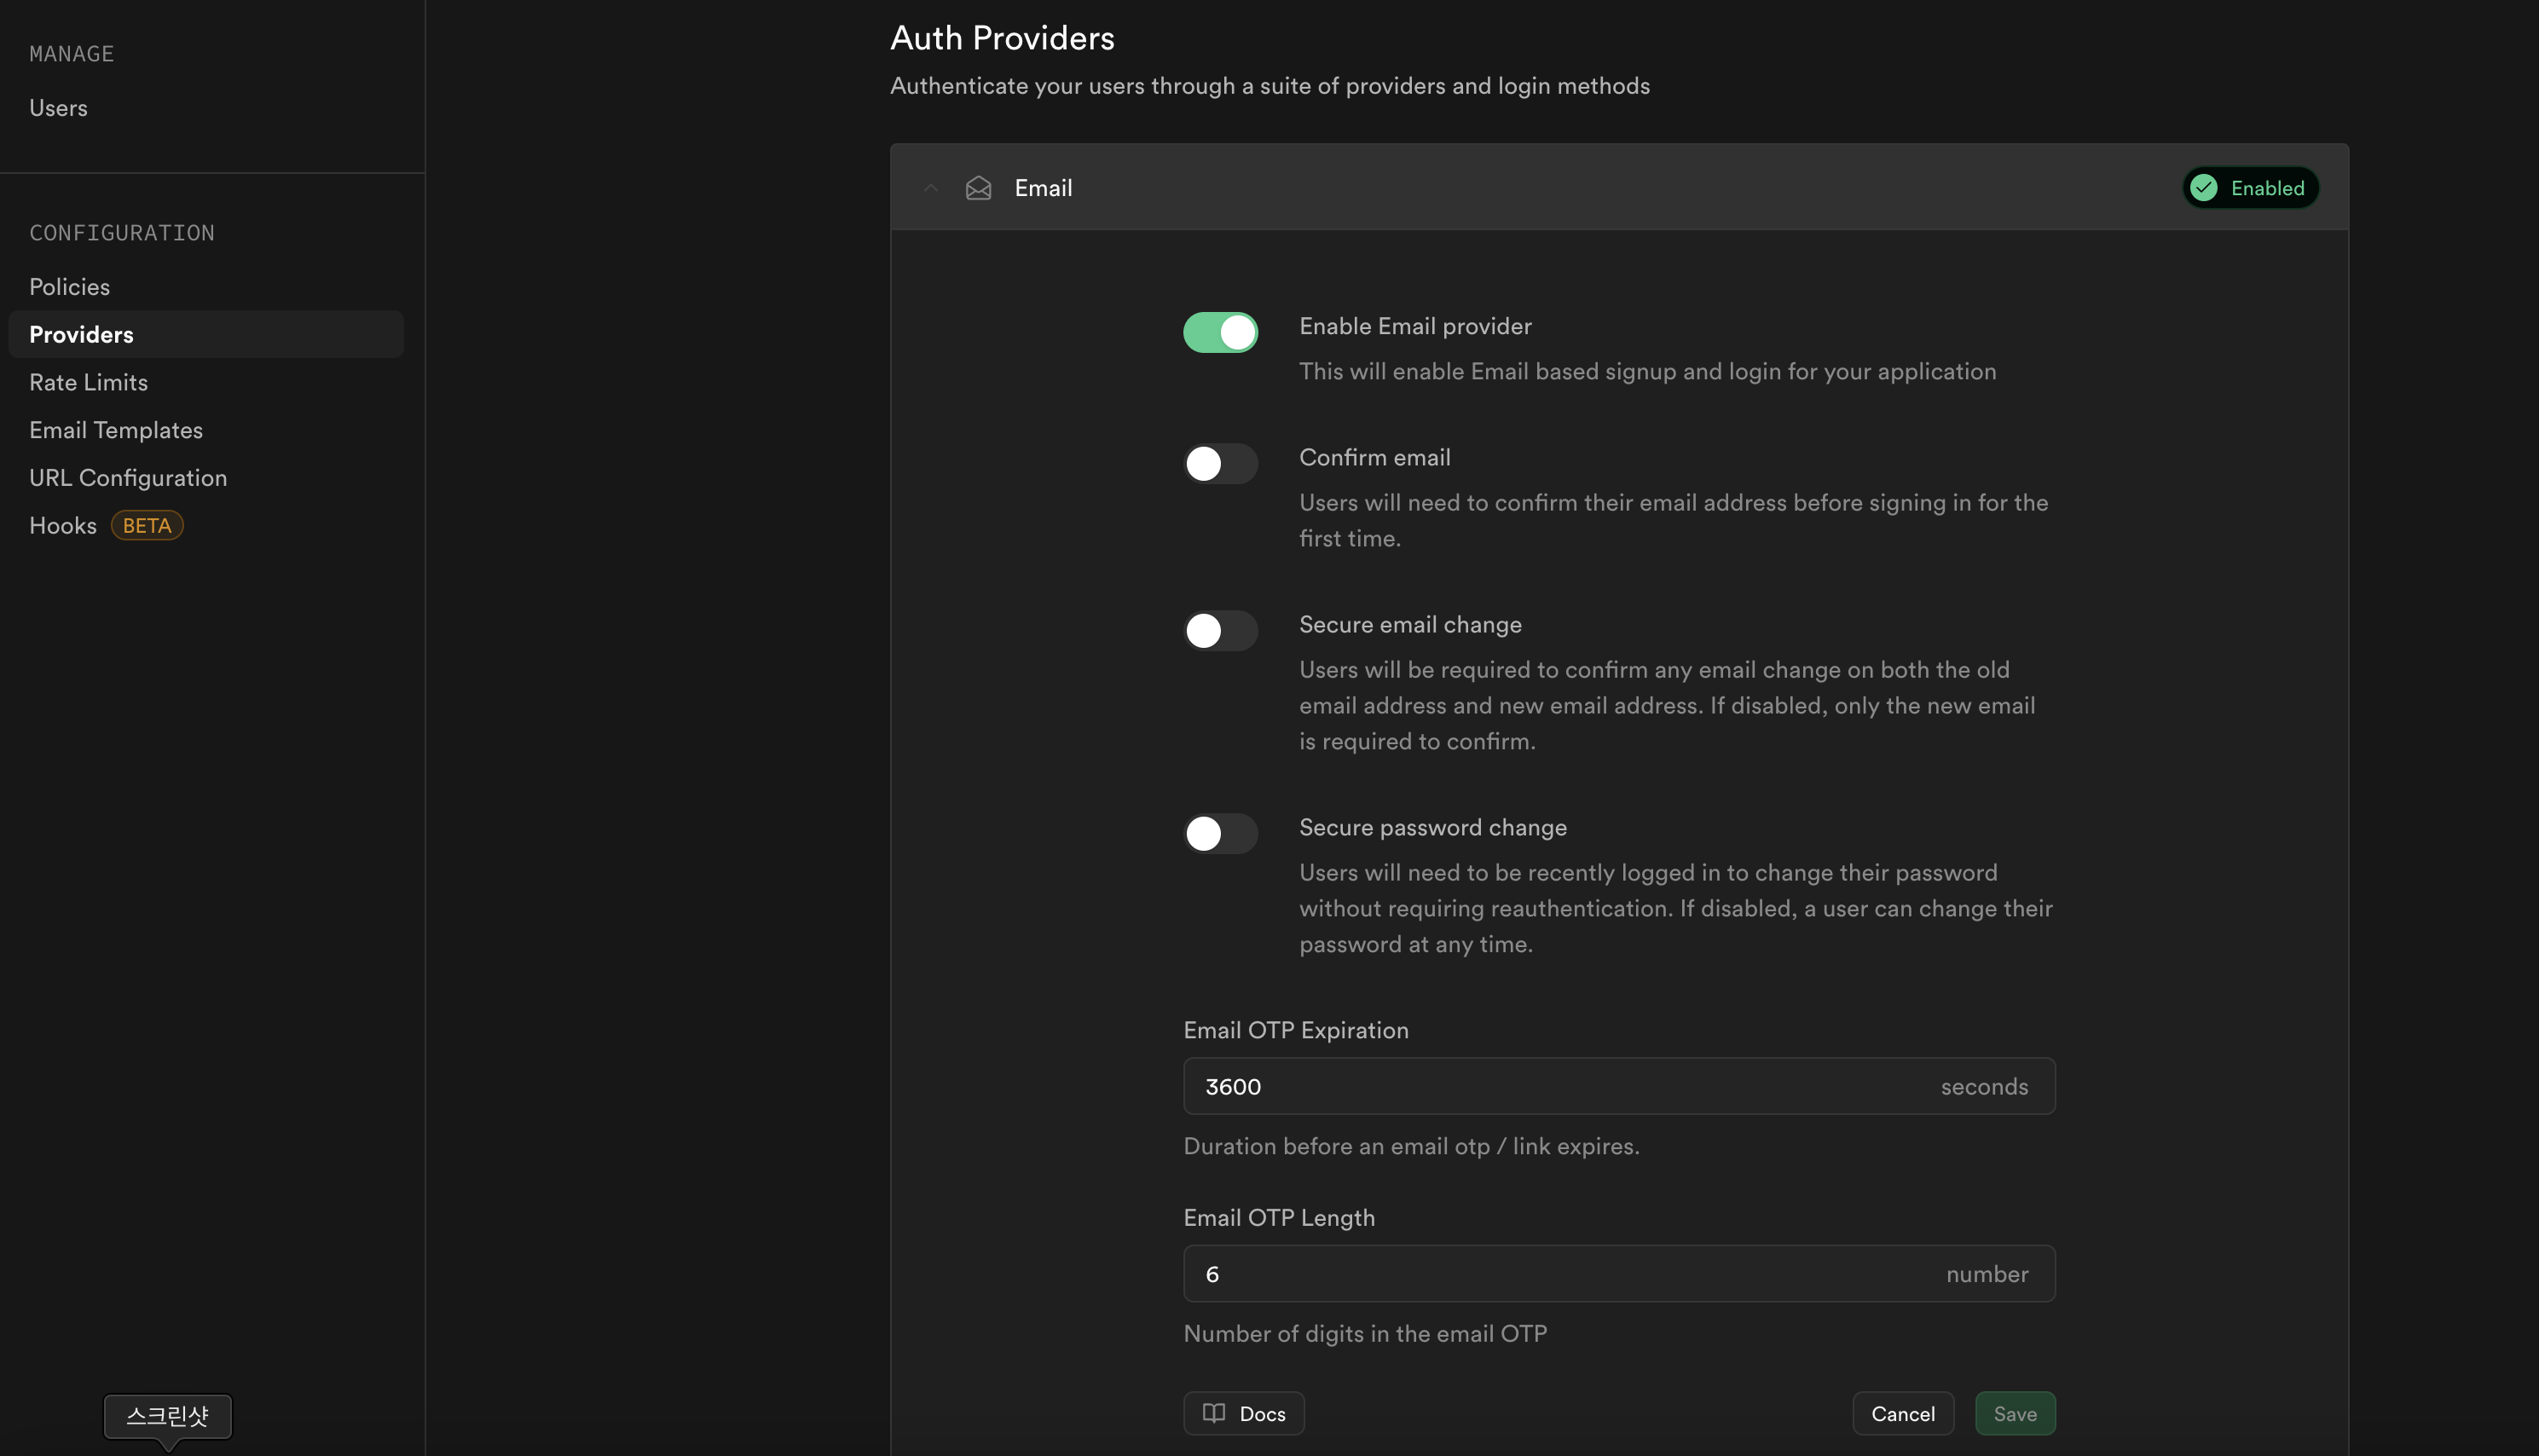 MANAGE
Users
CONFIGURATION
Policies
Providers
Rate Limits
Email Templates
URL Configuration
Hooks BETA
스크린샷
Auth Providers
Authenticate your users through a suite of providers and login methods
Email
Enabled
Enable Email provider
This will enable Email based signup and login for your application
Confirm email
Users will need to confirm their email address before signing in for the
first time.
Secure email change
Users will be required to confirm any email change on both the old
email address and new email address. If disabled, only the new email
is required to confirm.
Secure password change
Users will need to be recently logged in to change their password
without requiring reauthentication. If disabled, a user can change their
password at any time.
Email OTP Expiration
3600 seconds
Duration before an email otp / link expires.
Email OTP Length
6 number
Number of digits in the email OTP
Docs
Cancel
Save